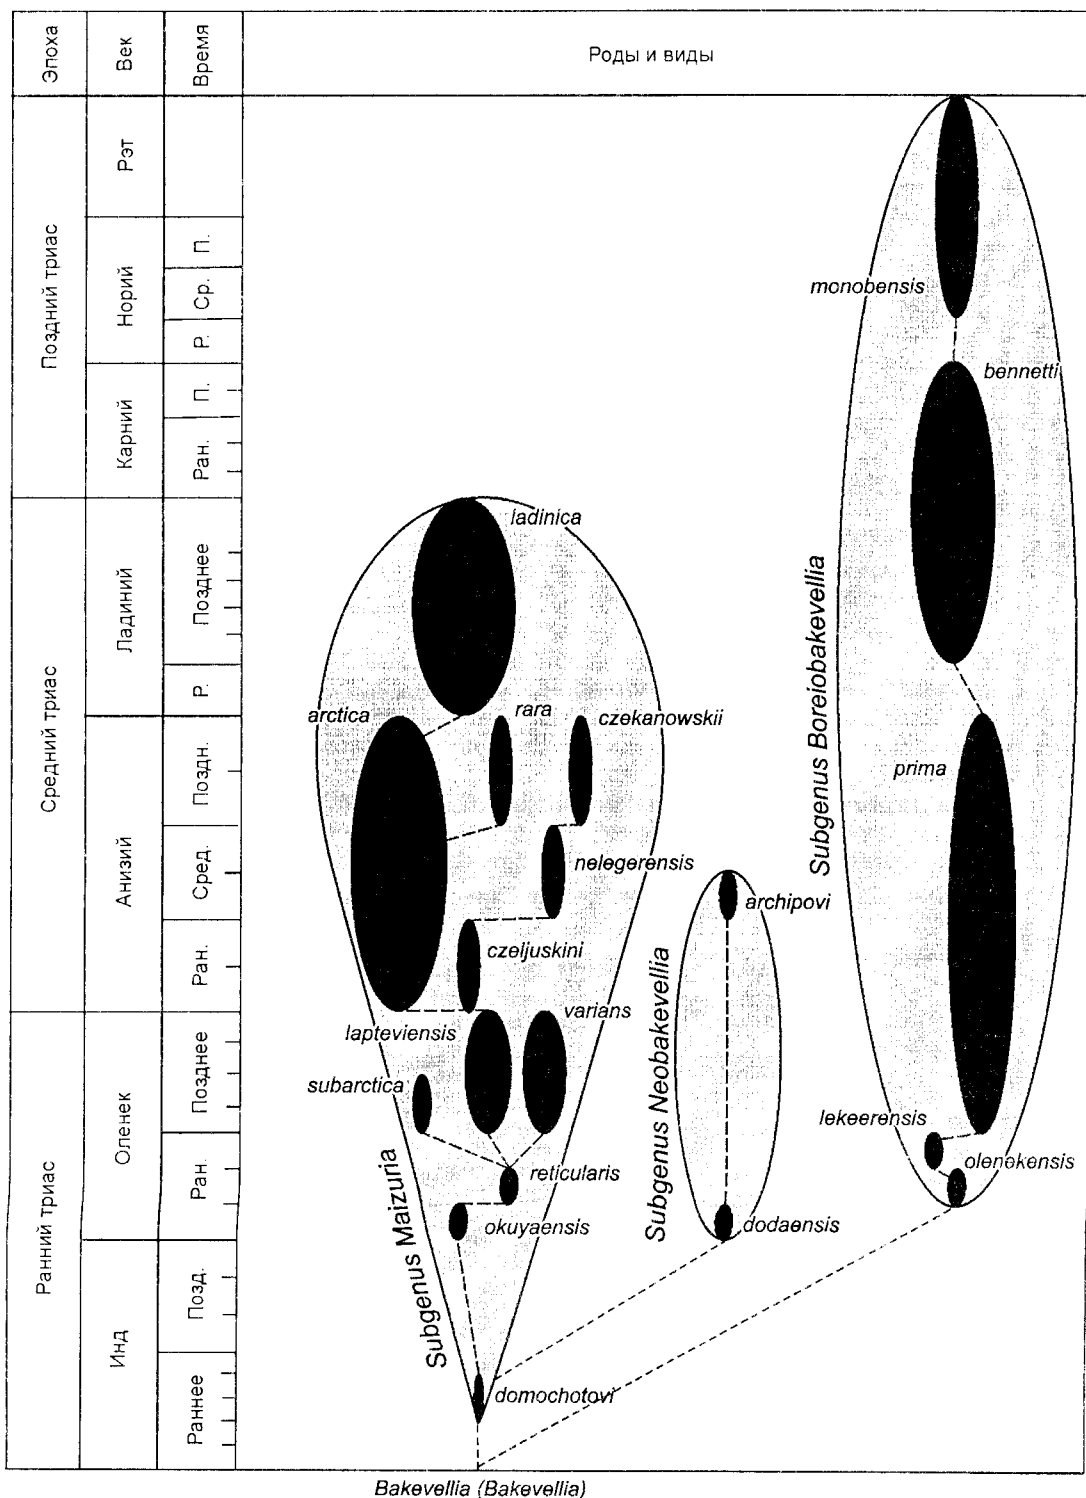 Эпоха
Век
Время
Роды и виды
Поздний триас
Рэт
Норий
П.
Ср.
Р.
Карний
П.
Ран.
Средний триас
Ладиний
Позднее
Р.
Анизий
Поздн.
Сред.
Ран.
Ранний триас
Оленек
Позднее
Ран.
Инд
Позд.
Раннее
ladinica
arctica
rara
czekanowskii
nelegerensis
czeljuskini
lapteviensis
varians
subarctica
reticularis
okuyaensis
domochotovi
Subgenus Maizuria
archipovi
dodaensis
Subgenus Neobakevellia
monobensis
bennetti
prima
lekeerensis
olenekensis
Subgenus Boreiobakevellia
Bakevellia (Bakevellia)